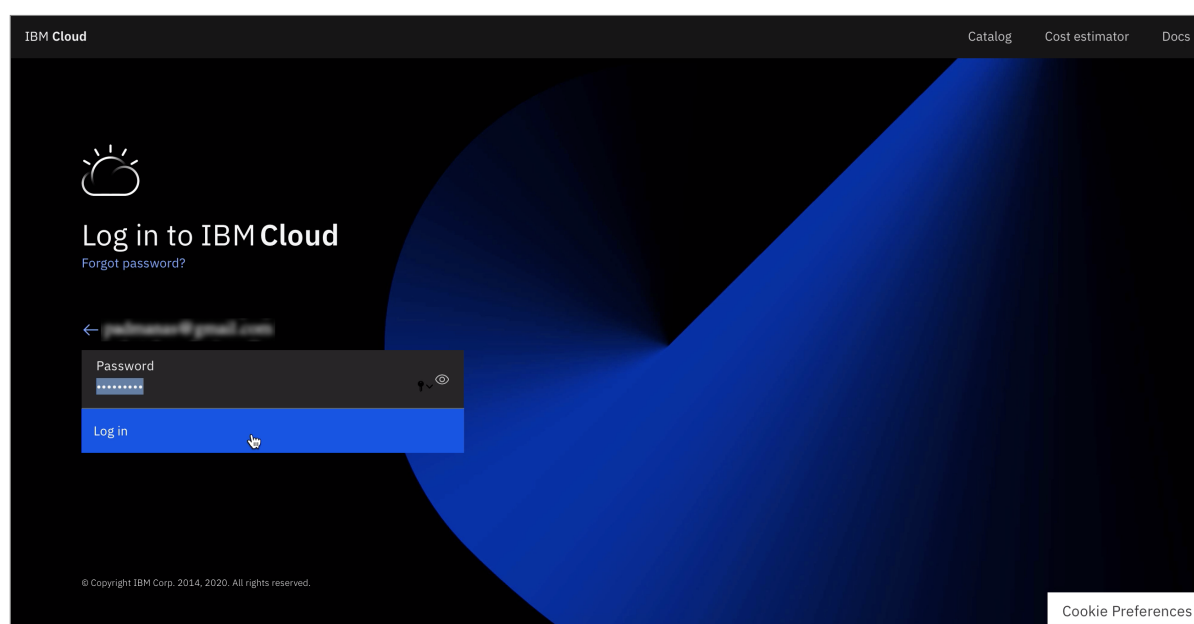 IBM Cloud
Catalog Cost estimator Docs
Log in to IBM Cloud
Forgot password?
Password
•••••••••
Log in
© Copyright IBM Corp. 2014, 2020. All rights reserved.
Cookie Preferences